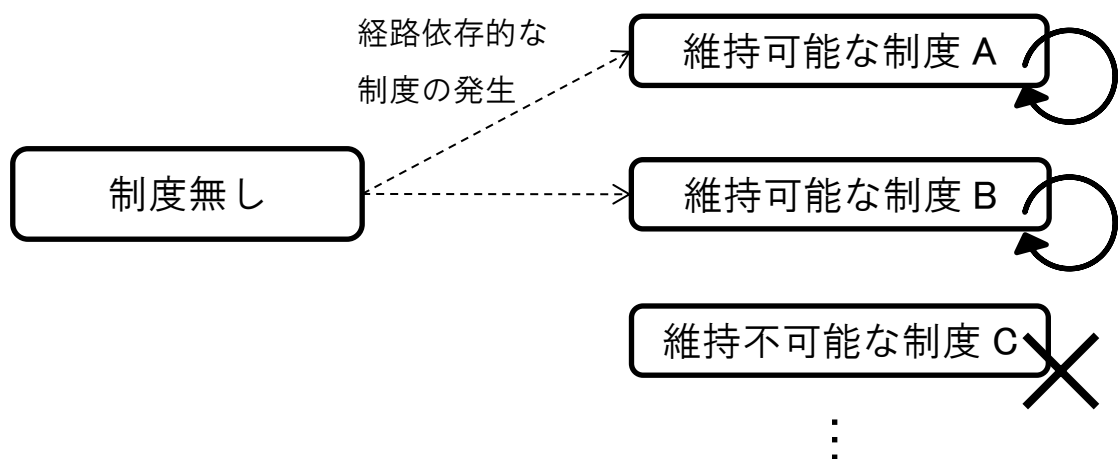 経路依存的な
制度の発生
維持可能な制度 A
制度無し
維持可能な制度 B
維持不可能な制度 C
⋮